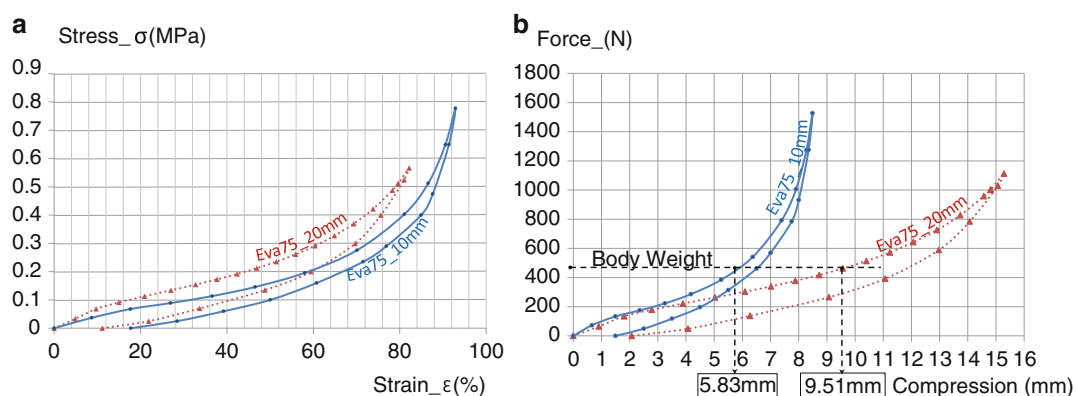 a
Stress_ σ(MPa)
0.9
0.8
0.7
0.6
0.5
0.4
0.3
0.2
0.1
0
0 20 40 60 80 100
Strain_ε(%)
Eva75_20mm
Eva75_10mm
b
Force_(N)
1800
1600
1400
1200
1000
800
600
400
200
0
0 1 2 3 4 5 6 7 8 9 10 11 12 13 14 15 16
Eva75_10mm
Eva75_20mm
Body Weight
5.83mm
9.51mm
Compression (mm)